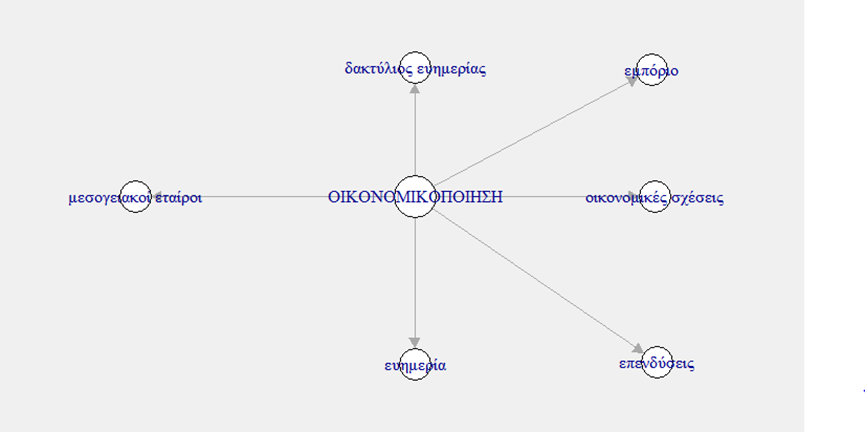 δακτύλιος ευημερίας
εμπόριο
μεσογειακοί εταίροι
ΟΙΚΟΝΟΜΙΚΟΠΟΙΗΣΗ
οικονομικές σχέσεις
ευημερία
επενδύσεις